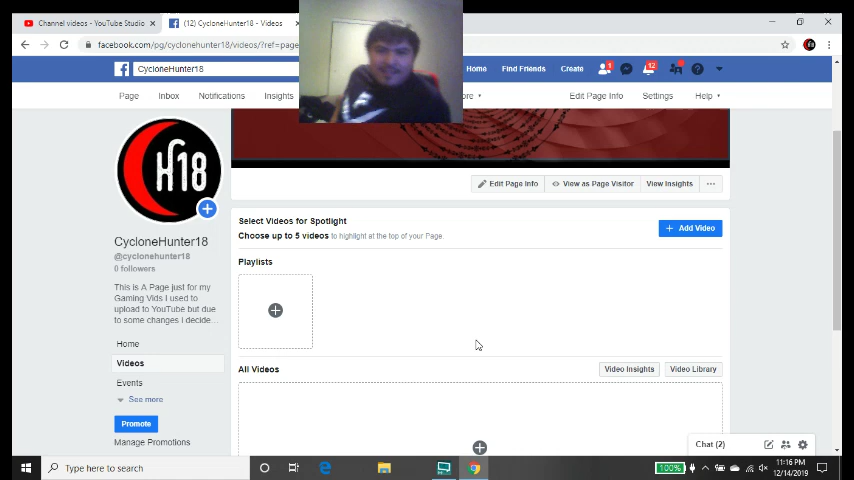 Channel videos - YouTube Studio
(12) CycloneHunter18 - Videos
facebook.com/pg/cyclonehunter18/videos/?ref=page
CycloneHunter18
Home
Find Friends
Create
1
12
Page
Inbox
Notifications
Insights
ore
Edit Page Info
Settings
Help
H18
Edit Page Info
View as Page Visitor
View Insights
Select Videos for Spotlight
Choose up to 5 videos to highlight at the top of your Page.
+ Add Video
CycloneHunter18
@cyclonehunter18
0 followers
Playlists
This is A Page just for my
Gaming Vids I used to
upload to YouTube but due
to some changes I decide...
Home
Videos
Events
See more
Promote
Manage Promotions
All Videos
Video Insights
Video Library
Chat (2)
Type here to search
100%
11:16 PM
12/14/2019